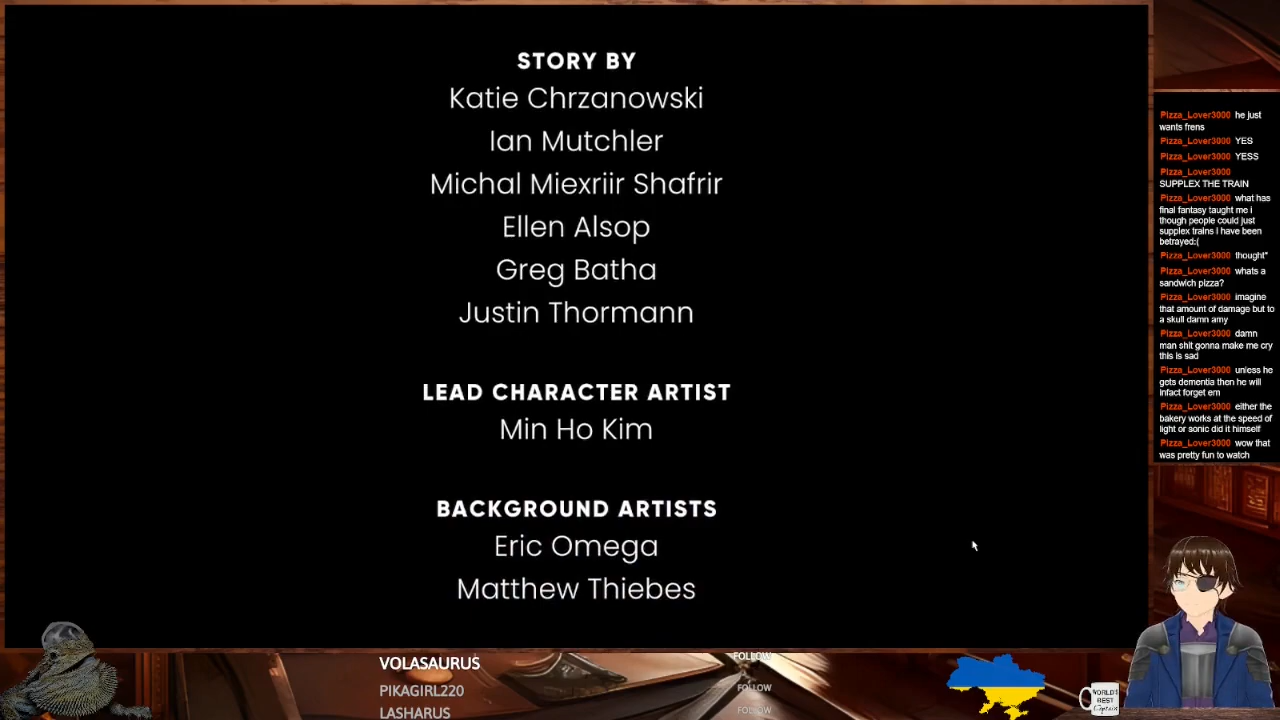 STORY BY
Katie Chrzanowski
Ian Mutchler
Michal Miexriir Shafrir
Ellen Alsop
Greg Batha
Justin Thormann
LEAD CHARACTER ARTIST
Min Ho Kim
BACKGROUND ARTISTS
Eric Omega
Matthew Thiebes
Pizza_Lover3000 he just
wants frens
Pizza_Lover3000 YES
Pizza_Lover3000 YESS
Pizza_Lover3000
SUPPLEX THE TRAIN
Pizza_Lover3000 what has
final fantasy taught me i
though people could just
supplex trains I have been
betrayed:(
Pizza_Lover3000 thought*
Pizza_Lover3000 whats a
sandwich pizza?
Pizza_Lover3000 imagine
that amount of damage but to
a skull damn amy
Pizza_Lover3000 damn
man shit gonna make me cry
this is sad
Pizza_Lover3000 unless he
gets dementia then he will
infact forget em
Pizza_Lover3000 either the
bakery works at the speed of
light or sonic did it himself
Pizza_Lover3000 wow that
was pretty fun to watch
VOLASAURUS FOLLOW
PIKAGIRL220 FOLLOW
LASHARUS FOLLOW
WORLD'S
BEST
Captain